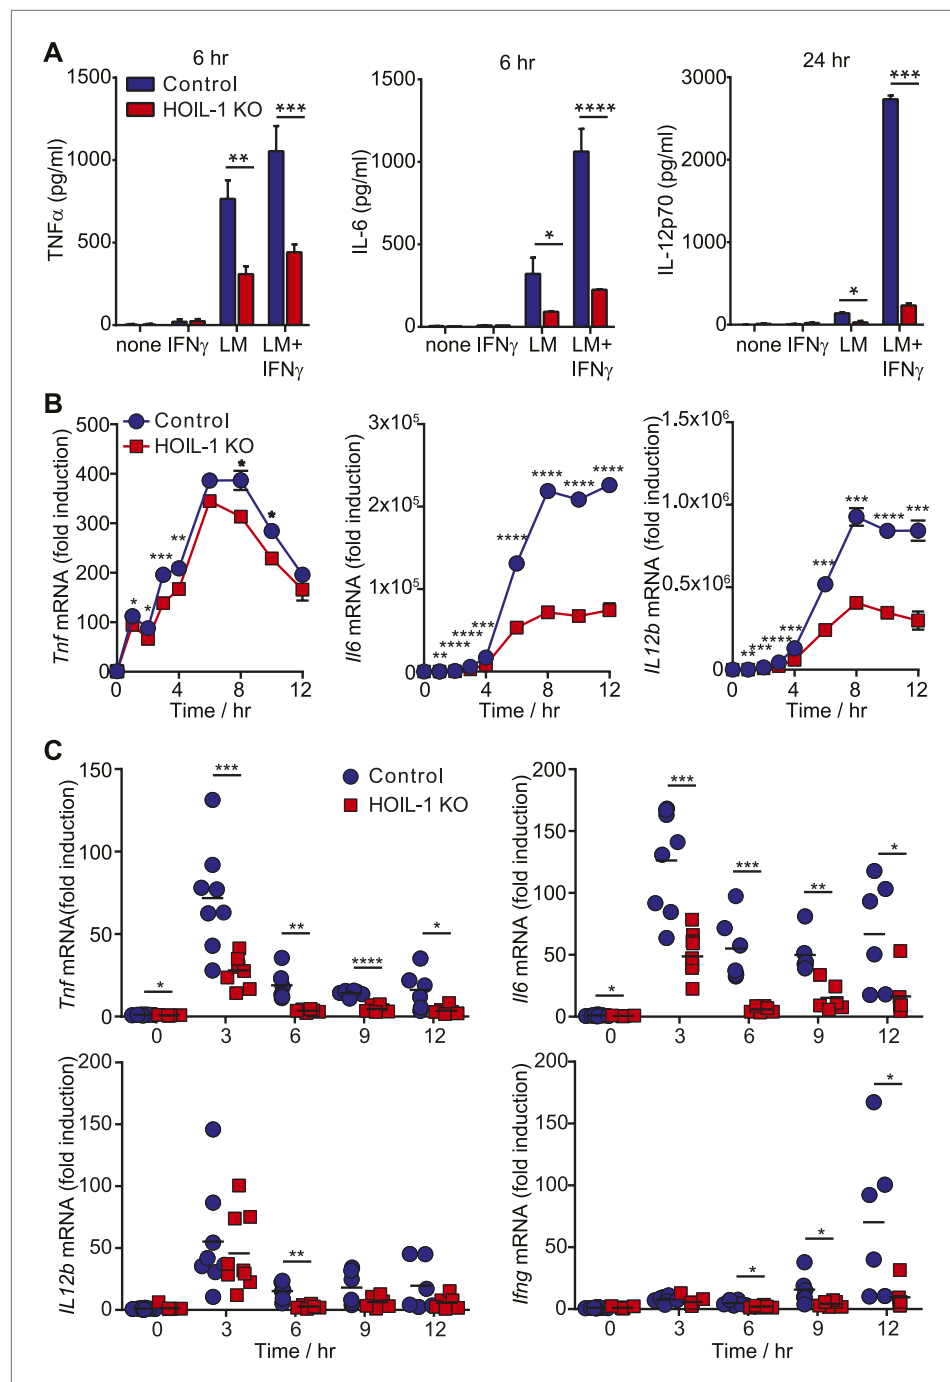 A
6 hr
6 hr
24 hr
Control
HOIL-1 KO
TNFα (pg/ml)
1500
1000
500
0
** ***
none IFNγ LM LM+ IFNγ
IL-6 (pg/ml)
1500
1000
500
0
* ****
none IFNγ LM LM+ IFNγ
IL-12p70 (pg/ml)
3000
2000
1000
0
* ***
none IFNγ LM LM+ IFNγ
B
Control
HOIL-1 KO
Tnf mRNA (fold induction)
500
400
300
200
100
0
* * *** ** * *
0 4 8 12
Time / hr
Il6 mRNA (fold induction)
3x10⁵
2x10⁵
1x10⁵
0
** **** **** *** **** **** **** ****
0 4 8 12
Time / hr
IL12b mRNA (fold induction)
1.5x10⁶
1.0x10⁶
0.5x10⁶
0
** *** **** *** *** *** **** ***
0 4 8 12
Time / hr
C
Control
HOIL-1 KO
Tnf mRNA(fold induction)
150
100
50
0
* *** ** **** *
0 3 6 9 12
Il6 mRNA (fold induction)
200
150
100
50
0
* *** *** ** *
0 3 6 9 12
IL12b mRNA (fold induction)
200
150
100
50
0
**
0 3 6 9 12
Time / hr
Ifng mRNA (fold induction)
200
150
100
50
0
* * *
0 3 6 9 12
Time / hr